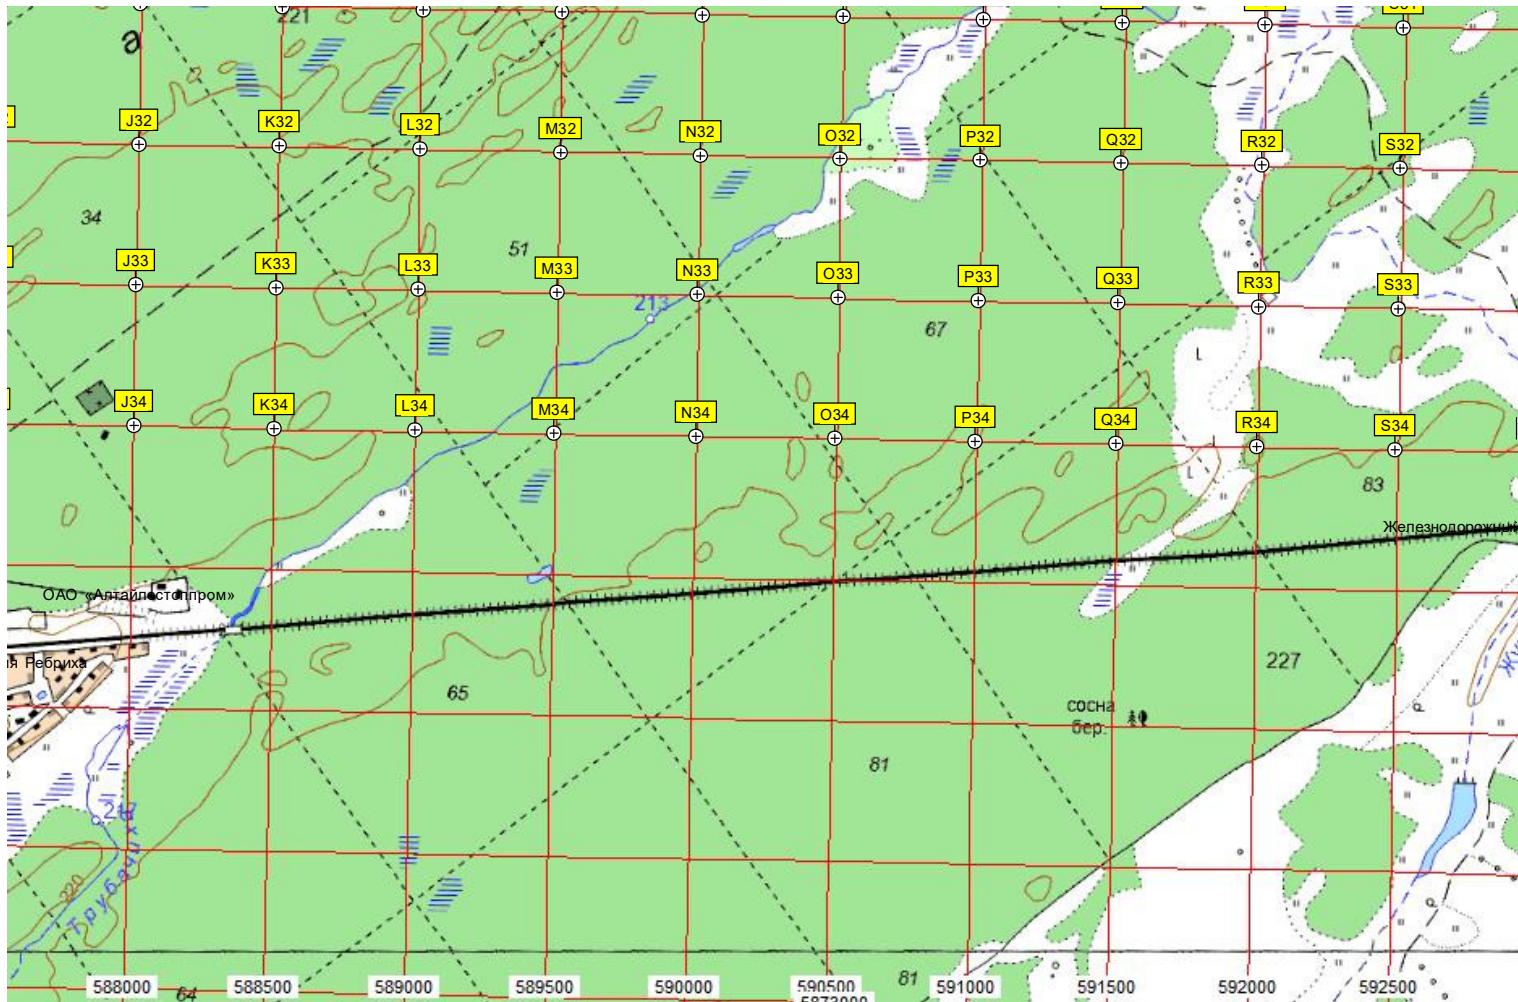 221
J32 K32 L32 M32 N32 O32 P32 Q32 R32 S32
34
51
J33 K33 L33 M33 N33 O33 P33 Q33 R33 S33
213
67
J34 K34 L34 M34 N34 O34 P34 Q34 R34 S34
83
Железнодорожный
ОАО «Алтайлестоппром»
я Ребриха
65
227
сосна
бер.
81
217
220
81
64
588000 588500 589000 589500 590000 590500 591000 591500 592000 592500